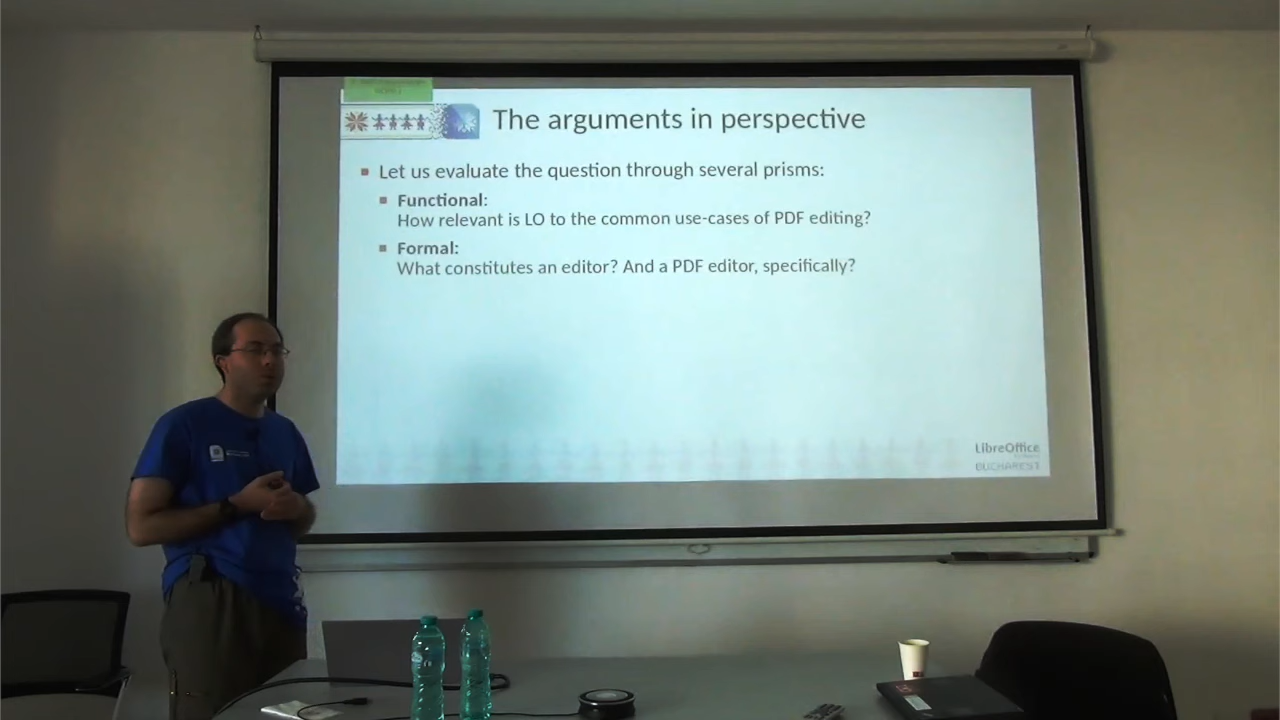 The arguments in perspective
Let us evaluate the question through several prisms:
Functional:
How relevant is LO to the common use-cases of PDF editing?
Formal:
What constitutes an editor? And a PDF editor, specifically?
LibreOffice
BUCHAREST